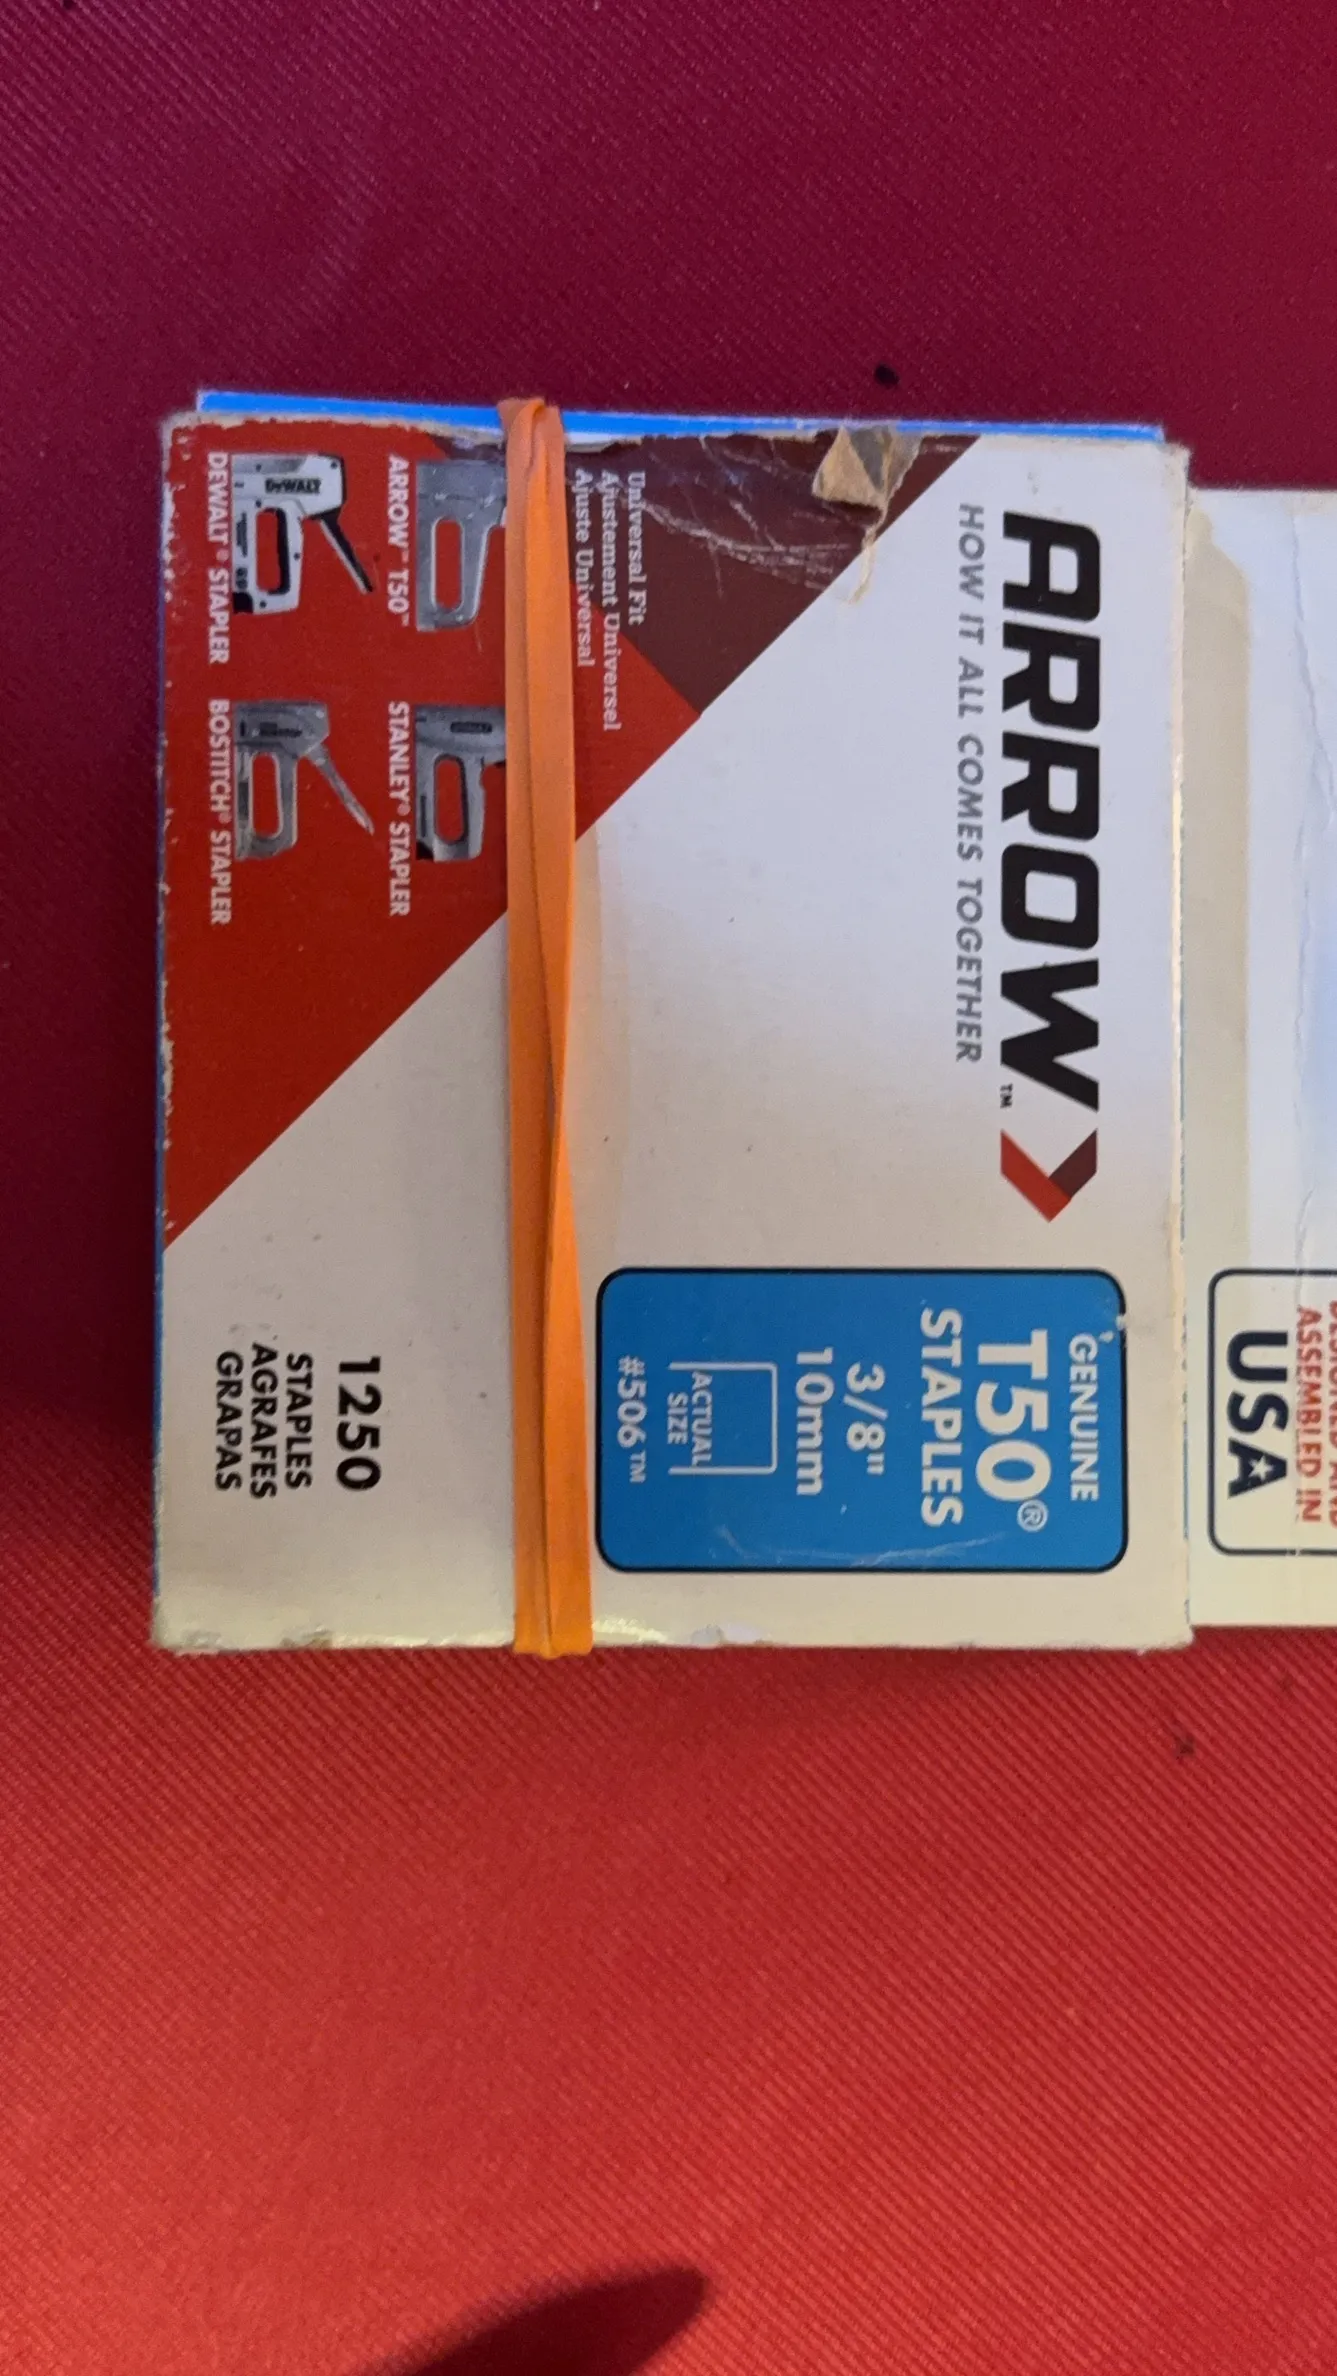 ARROW™
HOW IT ALL COMES TOGETHER
GENUINE
T50®
STAPLES
3/8"
10mm
ACTUAL
SIZE
#506™
Universal Fit
Ajustement Universel
Ajuste Universal
ARROW™ T50™
STANLEY® STAPLER
DEWALT
DEWALT® STAPLER
BOSTITCH® STAPLER
1250
STAPLES
AGRAFES
GRAPAS
ASSEMBLED IN
USA